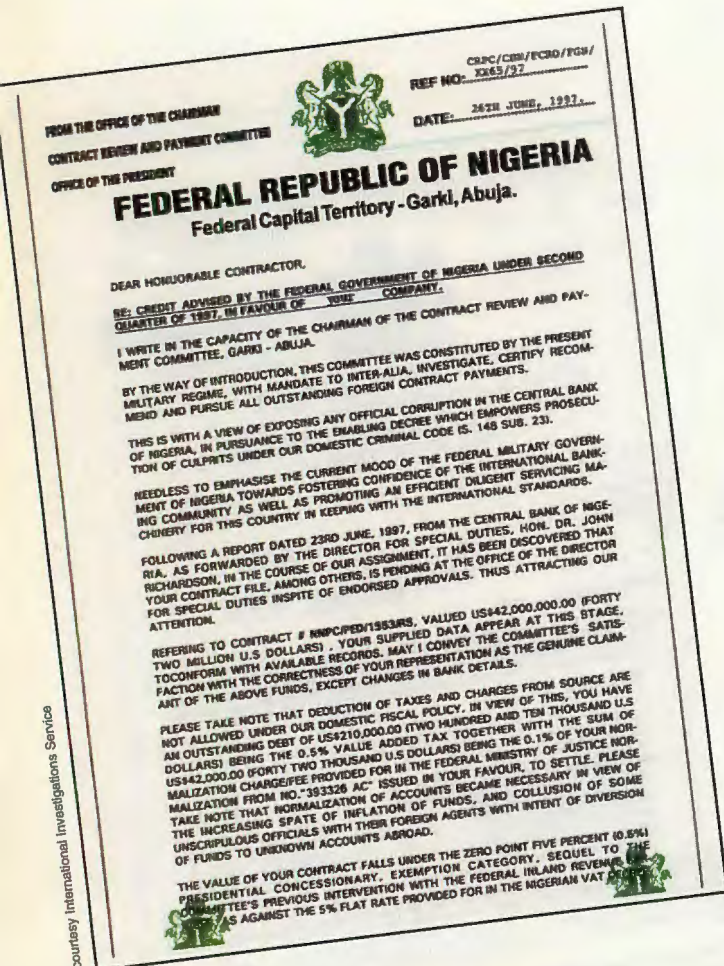 FROM THE OFFICE OF THE CHAIRMAN
CONTRACT REVIEW AND PAYMENT COMMITTEE
OFFICE OF THE PRESIDENT
REF NO: CRPC/CBN/FCRD/FGN/
XX65/97
DATE: 26TH JUNE, 1997.
FEDERAL REPUBLIC OF NIGERIA
Federal Capital Territory - Garki, Abuja.
DEAR HONUORABLE CONTRACTOR,
RE: CREDIT ADVISED BY THE FEDERAL GOVERNMENT OF NIGERIA UNDER SECOND
QUARTER OF 1997, IN FAVOUR OF YOUR COMPANY.
I WRITE IN THE CAPACITY OF THE CHAIRMAN OF THE CONTRACT REVIEW AND PAY-
MENT COMMITTEE, GARKI - ABUJA.
BY THE WAY OF INTRODUCTION, THIS COMMITTEE WAS CONSTITUTED BY THE PRESENT
MILITARY REGIME, WITH MANDATE TO INTER-ALIA, INVESTIGATE, CERTIFY RECOM-
MEND AND PURSUE ALL OUTSTANDING FOREIGN CONTRACT PAYMENTS.
THIS IS WITH A VIEW OF EXPOSING ANY OFFICIAL CORRUPTION IN THE CENTRAL BANK
OF NIGERIA, IN PURSUANCE TO THE ENABLING DECREE WHICH EMPOWERS PROSECU-
TION OF CULPRITS UNDER OUR DOMESTIC CRIMINAL CODE (S. 148 SUB. 23).
NEEDLESS TO EMPHASISE THE CURRENT MOOD OF THE FEDERAL MILITARY GOVERN-
MENT OF NIGERIA TOWARDS FOSTERING CONFIDENCE OF THE INTERNATIONAL BANK-
ING COMMUNITY AS WELL AS PROMOTING AN EFFICIENT DILIGENT SERVICING MA-
CHINERY FOR THIS COUNTRY IN KEEPING WITH THE INTERNATIONAL STANDARDS.
FOLLOWING A REPORT DATED 23RD JUNE, 1997, FROM THE CENTRAL BANK OF NIGE-
RIA, AS FORWARDED BY THE DIRECTOR FOR SPECIAL DUTIES, HON. DR. JOHN
RICHARDSON, IN THE COURSE OF OUR ASSIGNMENT, IT HAS BEEN DISCOVERED THAT
YOUR CONTRACT FILE, AMONG OTHERS, IS PENDING AT THE OFFICE OF THE DIRECTOR
FOR SPECIAL DUTIES INSPITE OF ENDORSED APPROVALS. THUS ATTRACTING OUR
ATTENTION.
REFERING TO CONTRACT # NNPC/PED/1553/RS, VALUED US$42,000,000.00 (FORTY
TWO MILLION U.S DOLLARS) , YOUR SUPPLIED DATA APPEAR AT THIS STAGE,
TOCONFORM WITH AVAILABLE RECORDS. MAY I CONVEY THE COMMITTEE'S SATIS-
FACTION WITH THE CORRECTNESS OF YOUR REPRESENTATION AS THE GENUINE CLAIM-
ANT OF THE ABOVE FUNDS, EXCEPT CHANGES IN BANK DETAILS.
PLEASE TAKE NOTE THAT DEDUCTION OF TAXES AND CHARGES FROM SOURCE ARE
NOT ALLOWED UNDER OUR DOMESTIC FISCAL POLICY. IN VIEW OF THIS, YOU HAVE
AN OUTSTANDING DEBT OF US$210,000.00 (TWO HUNDRED AND TEN THOUSAND U.S
DOLLARS) BEING THE 0.5% VALUE ADDED TAX TOGETHER WITH THE SUM OF
US$42,000.00 (FORTY TWO THOUSAND U.S DOLLARS) BEING THE 0.1% OF YOUR NOR-
MALIZATION CHARGE/FEE PROVIDED FOR IN THE FEDERAL MINISTRY OF JUSTICE NOR-
MALIZATION FROM NO."393326 AC" ISSUED IN YOUR FAVOUR, TO SETTLE. PLEASE
TAKE NOTE THAT NORMALIZATION OF ACCOUNTS BECAME NECESSARY IN VIEW OF
THE INCREASING SPATE OF INFLATION OF FUNDS, AND COLLUSION OF SOME
UNSCRIPULOUS OFFICIALS WITH THEIR FOREIGN AGENTS WITH INTENT OF DIVERSION
OF FUNDS TO UNKNOWN ACCOUNTS ABROAD.
THE VALUE OF YOUR CONTRACT FALLS UNDER THE ZERO POINT FIVE PERCENT (0.5%)
PRESIDENTIAL CONCESSIONARY, EXEMPTION CATEGORY. SEQUEL TO THE
COMMITTEE'S PREVIOUS INTERVENTION WITH THE FEDERAL INLAND REVENUE
AS AGAINST THE 5% FLAT RATE PROVIDED FOR IN THE NIGERIAN VAT
courtesy International Investigations Service